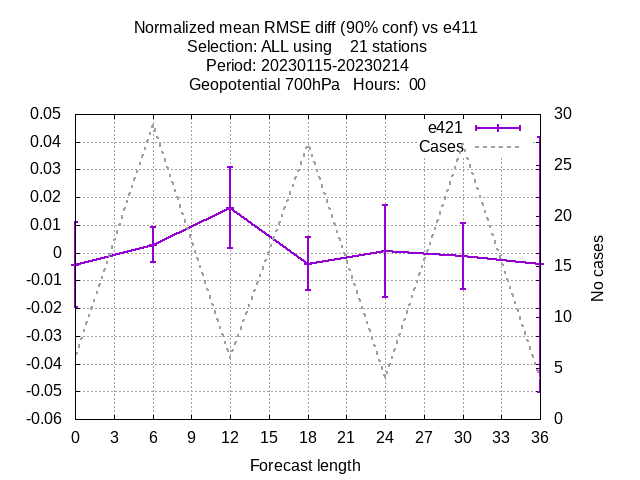 Normalized mean RMSE diff (90% conf) vs e411
Selection: ALL using    21 stations
Period: 20230115-20230214
Geopotential 700hPa   Hours:  00
e421
Cases
0.05
0.04
0.03
0.02
0.01
0
-0.01
-0.02
-0.03
-0.04
-0.05
-0.06
30
25
20
15
10
5
0
No cases
0 3 6 9 12 15 18 21 24 27 30 33 36
Forecast length